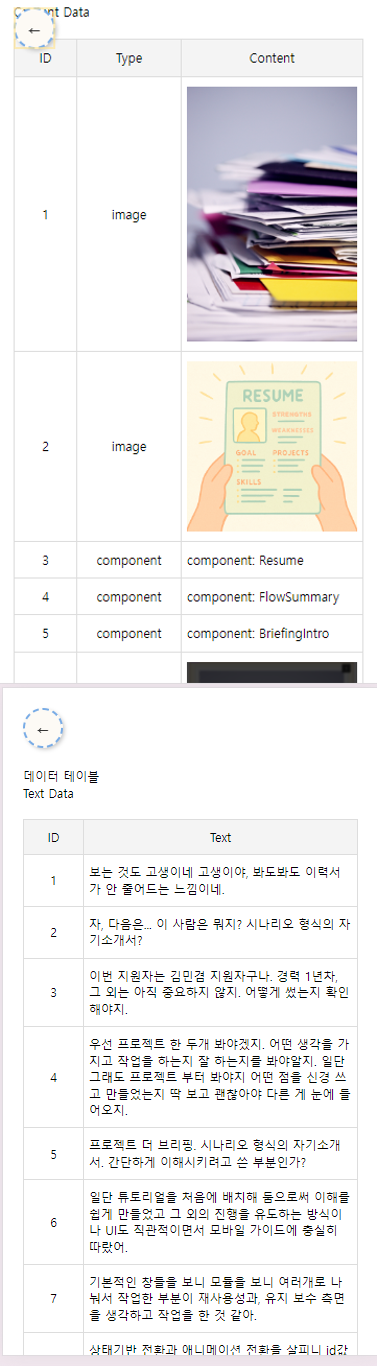 Content Data
←
ID Type Content
1 image
2 image
RESUME
STRENGTHS
WEAKNESSES
GOAL PROJECTS
SKILLS
3 component component: Resume
4 component component: FlowSummary
5 component component: BriefingIntro
←
데이터 테이블
Text Data
ID Text
1 보는 것도 고생이네 고생이야, 봐도봐도 이력서
가 안 줄어드는 느낌이네.
2 자, 다음은... 이 사람은 뭐지? 시나리오 형식의 자
기소개서?
3 이번 지원자는 김민겸 지원자구나. 경력 1년차,
그 외는 아직 중요하지 않지. 어떻게 썼는지 확인
해야지.
4 우선 프로젝트 한 두개 봐야겠지. 어떤 생각을 가
지고 작업을 하는지 잘 하는지를 봐야알지. 일단
그래도 프로젝트 부터 봐야지 어떤 점을 신경 쓰
고 만들었는지 딱 보고 괜찮아야 다른 게 눈에 들
어오지.
5 프로젝트 더 브리핑. 시나리오 형식의 자기소개
서. 간단하게 이해시키려고 쓴 부분인가?
6 일단 튜토리얼을 처음에 배치해 둠으로써 이해를
쉽게 만들었고 그 외의 진행을 유도하는 방식이
나 UI도 직관적이면서 모바일 가이드에 충실히
따랐어.
7 기본적인 창들을 보니 모듈을 보니 여러개로 나
눠서 작업한 부분이 재사용성과, 유지 보수 측면
을 생각하고 작업을 한 것 같아.
상태기반 전환과 애니메이션 전환을 살피니 id값